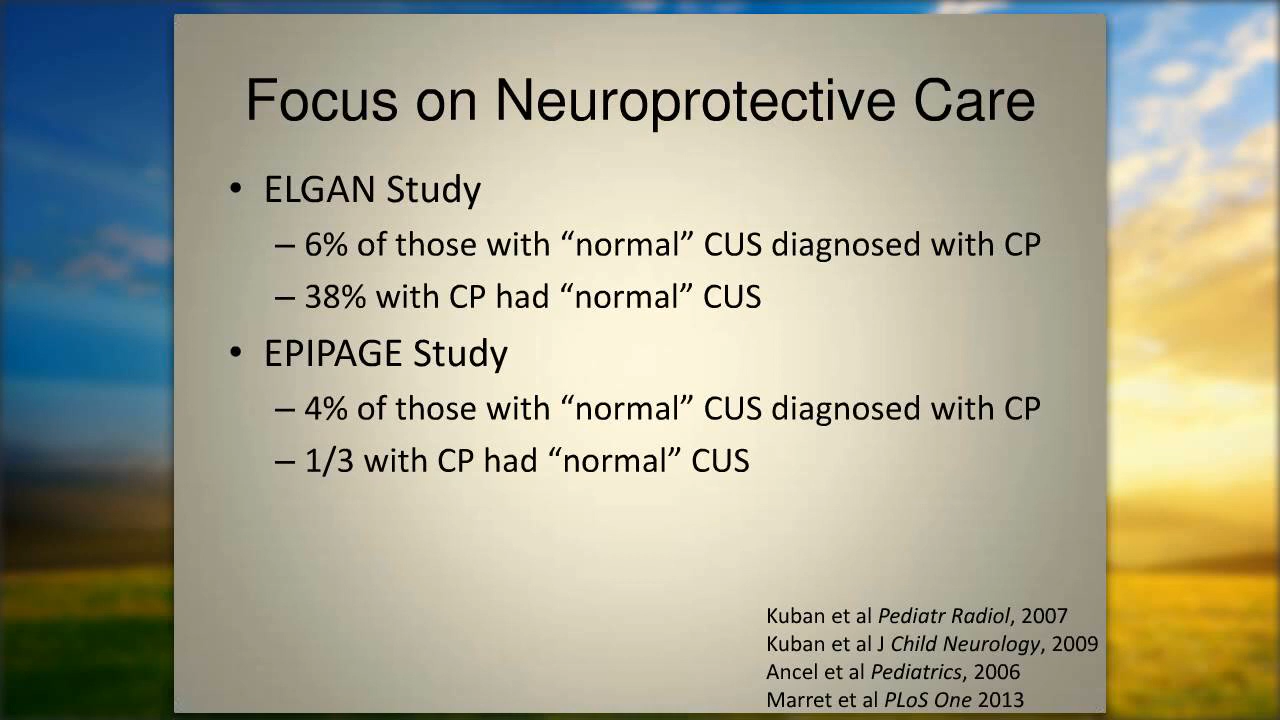 Focus on Neuroprotective Care
• ELGAN Study
– 6% of those with “normal” CUS diagnosed with CP
– 38% with CP had “normal” CUS
• EPIPAGE Study
– 4% of those with “normal” CUS diagnosed with CP
– 1/3 with CP had “normal” CUS
Kuban et al Pediatr Radiol, 2007
Kuban et al J Child Neurology, 2009
Ancel et al Pediatrics, 2006
Marret et al PLoS One 2013